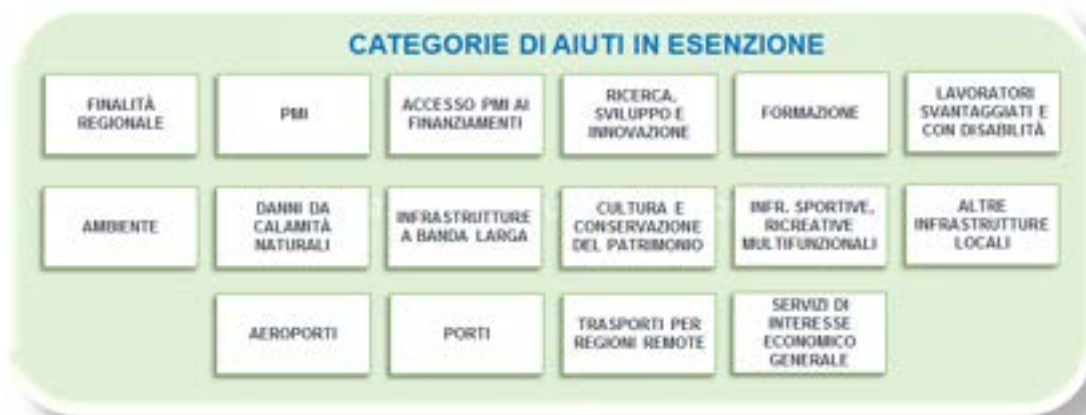 CATEGORIE DI AIUTI IN ESENZIONE
FINALITÀ
REGIONALE
PMI
ACCESSO PMI AI
FINANZIAMENTI
RICERCA,
SVILUPPO E
INNOVAZIONE
FORMAZIONE
LAVORATORI
SVANTAGGIATI E
CON DISABILITÀ
AMBIENTE
DANNI DA
CALAMITÀ
NATURALI
INFRASTRUTTURE
A BANDA LARGA
CULTURA E
CONSERVAZIONE
DEL PATRIMONIO
INFR. SPORTIVE,
RICREATIVE
MULTIFUNZIONALI
ALTRE
INFRASTRUTTURE
LOCALI
AEROPORTI
PORTI
TRASPORTI PER
REGIONI REMOTE
SERVIZI DI
INTERESSE
ECONOMICO
GENERALE